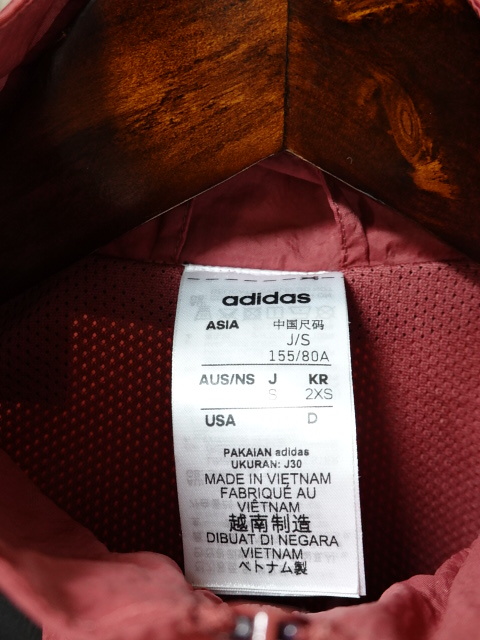 adidas
ASIA 中国尺码
J/S
155/80A
AUS/NS J KR
S 2XS
USA D
PAKAIAN adidas
UKURAN: J30
MADE IN VIETNAM
FABRIQUÉ AU
VIÉTNAM
越南制造
DIBUAT DI NEGARA
VIETNAM
ベトナム製